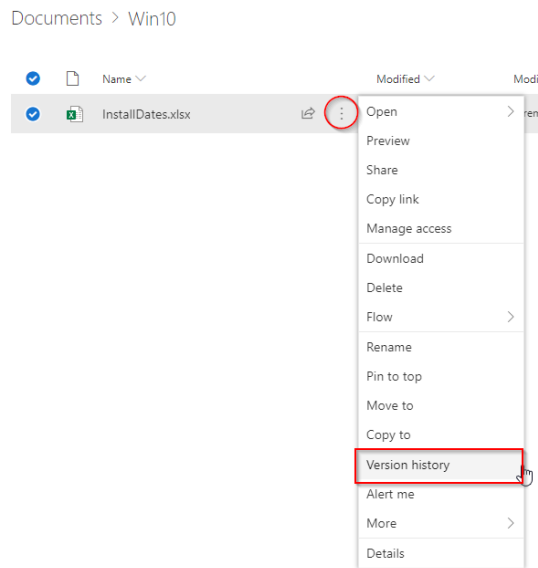 Documents > Win10
Name Modified
InstallDates.xlsx
Open
Preview
Share
Copy link
Manage access
Download
Delete
Flow
Rename
Pin to top
Move to
Copy to
Version history
Alert me
More
Details